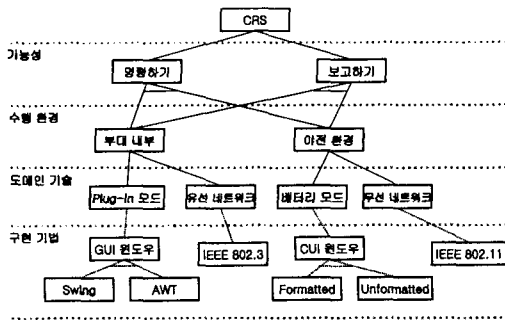 CRS
기능성
명령하기 보고하기
수행 환경
부대 내부 야전 환경
도메인 기술
Plug-In 모드 유선 네트워크 배터리 모드 무선 네트워크
구현 기법
GUI 윈도우 IEEE 802.3 CUI 윈도우 IEEE 802.11
Swing AWT Formatted Unformatted